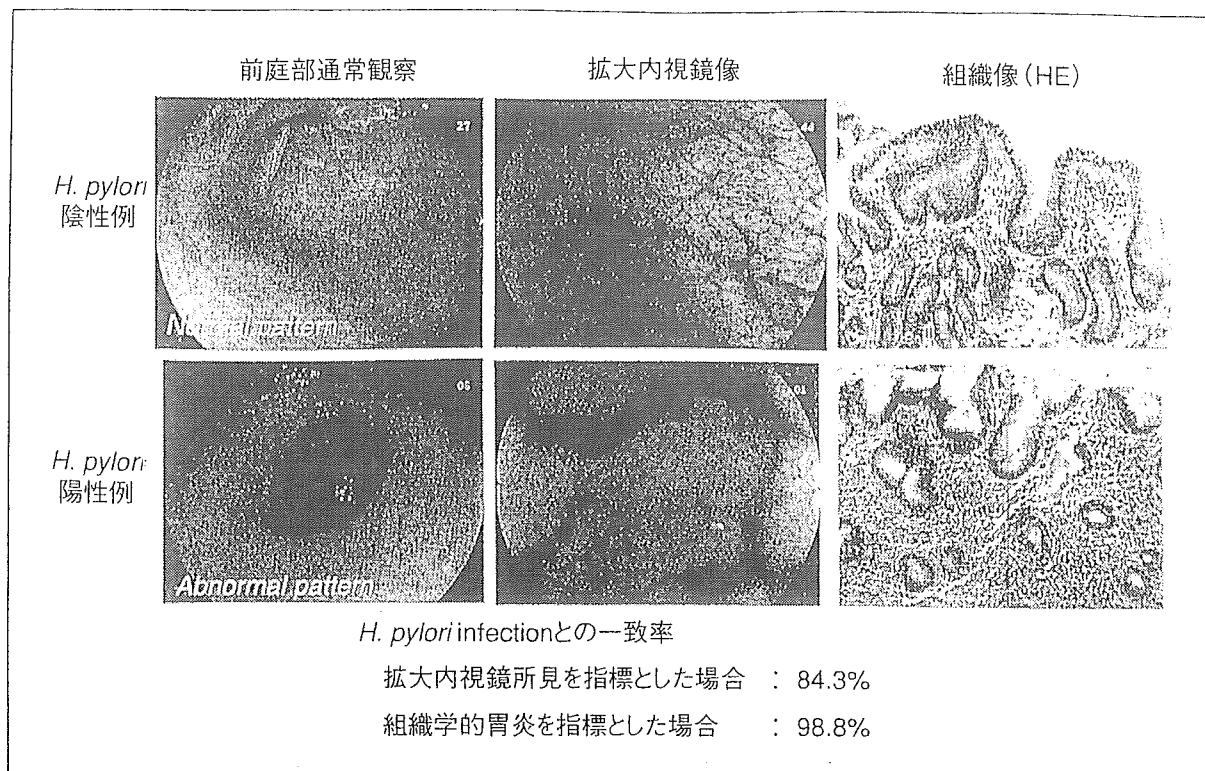 前庭部通常観察
拡大内視鏡像
組織像(HE)
H. pylori
陰性例
27
44
Normal pattern
H. pylori
陽性例
06
01
Abnormal pattern
H. pylori infectionとの一致率
拡大内視鏡所見を指標とした場合 : 84.3%
組織学的胃炎を指標とした場合 : 98.8%